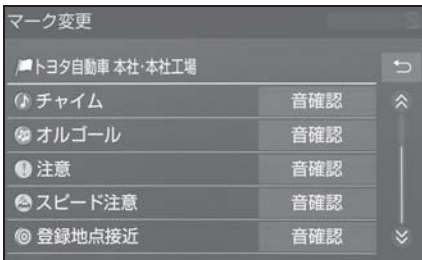 マーク変更
トヨタ自動車 本社･本社工場
チャイム 音確認
オルゴール 音確認
注意 音確認
スピード注意 音確認
登録地点接近 音確認